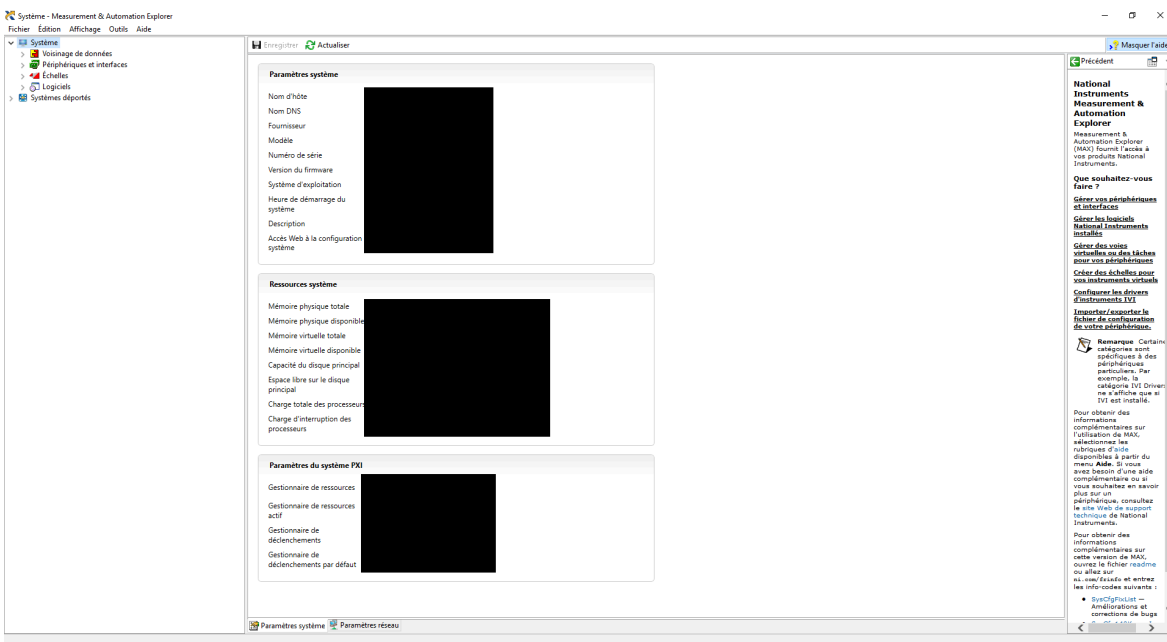 Système - Measurement & Automation Explorer
Fichier Édition Affichage Outils Aide
Système
Voisinage de données
Périphériques et interfaces
Échelles
Logiciels
Systèmes déportés
Enregistrer Actualiser
Masquer l'aide
Paramètres système
Nom d'hôte
Nom DNS
Fournisseur
Modèle
Numéro de série
Version du firmware
Système d'exploitation
Heure de démarrage du
système
Description
Accès Web à la configuration
système
Ressources système
Mémoire physique totale
Mémoire physique disponible
Mémoire virtuelle totale
Mémoire virtuelle disponible
Capacité du disque principal
Espace libre sur le disque
principal
Charge totale des processeurs
Charge d'interruption des
processeurs
Paramètres du système PXI
Gestionnaire de ressources
Gestionnaire de ressources
actif
Gestionnaire de
déclenchements
Gestionnaire de
déclenchements par défaut
Paramètres système Paramètres réseau
Précédent
National
Instruments
Measurement &
Automation
Explorer
Measurement &
Automation Explorer
(MAX) fournit l'accès à
vos produits National
Instruments.
Que souhaitez-vous
faire ?
Gérer vos périphériques
et interfaces
Gérer les logiciels
National Instruments
installés
Gérer des voies
virtuelles ou des tâches
pour vos périphériques
Créer des échelles pour
vos instruments virtuels
Configurer les drivers
d'instruments IVI
Importer/exporter le
fichier de configuration
de votre périphérique.
Remarque Certaine
catégories sont
spécifiques à des
périphériques
particuliers. Par
exemple, la
catégorie IVI Driver
ne s'affiche que si
IVI est installé.
Pour obtenir des
informations
complémentaires sur
l'utilisation de MAX,
sélectionnez les
rubriques d'aide
disponibles à partir du
menu Aide. Si vous
avez besoin d'une aide
complémentaire ou si
vous souhaitez en savoir
plus sur un
périphérique, consultez
le site Web de support
technique de National
Instruments.
Pour obtenir des
informations
complémentaires sur
cette version de MAX,
ouvrez le fichier readme
ou allez sur
ni.com/frinfo et entrez
les info-codes suivants :
SysCfgFixList —
Améliorations et
corrections de bugs